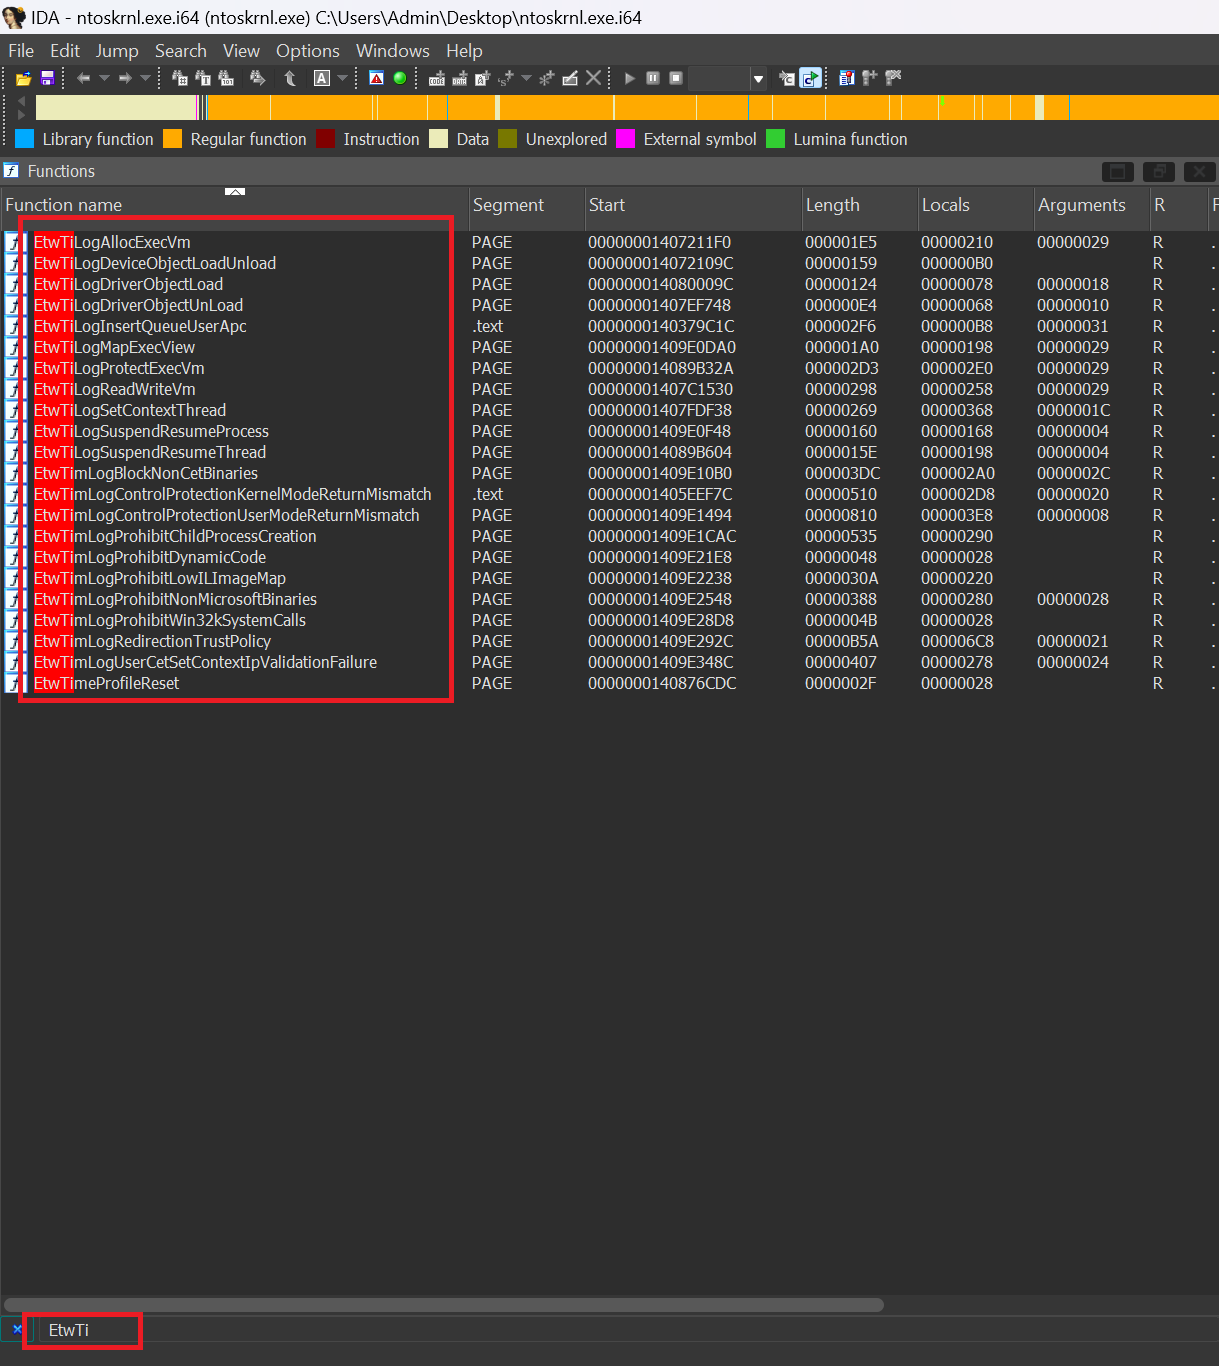 IDA - ntoskrnl.exe.i64 (ntoskrnl.exe) C:\Users\Admin\Desktop\ntoskrnl.exe.i64
File Edit Jump Search View Options Windows Help
Library function Regular function Instruction Data Unexplored External symbol Lumina function
Functions
Function name Segment Start Length Locals Arguments R F
EtwTiLogAllocExecVm PAGE 00000001407211F0 000001E5 00000210 00000029 R .
EtwTiLogDeviceObjectLoadUnload PAGE 000000014072109C 00000159 000000B0 R .
EtwTiLogDriverObjectLoad PAGE 000000014080009C 00000124 00000078 00000018 R .
EtwTiLogDriverObjectUnLoad PAGE 00000001407EF748 000000E4 00000068 00000010 R .
EtwTiLogInsertQueueUserApc .text 0000000140379C1C 000002F6 000000B8 00000031 R .
EtwTiLogMapExecView PAGE 00000001409E0DA0 000001A0 00000198 00000029 R .
EtwTiLogProtectExecVm PAGE 000000014089B32A 000002D3 000002E0 00000029 R .
EtwTiLogReadWriteVm PAGE 00000001407C1530 00000298 00000258 00000029 R .
EtwTiLogSetContextThread PAGE 00000001407FDF38 00000269 00000368 0000001C R .
EtwTiLogSuspendResumeProcess PAGE 00000001409E0F48 00000160 00000168 00000004 R .
EtwTiLogSuspendResumeThread PAGE 000000014089B604 0000015E 00000198 00000004 R .
EtwTimLogBlockNonCetBinaries PAGE 00000001409E10B0 000003DC 000002A0 0000002C R .
EtwTimLogControlProtectionKernelModeReturnMismatch .text 00000001405EEF7C 00000510 000002D8 00000020 R .
EtwTimLogControlProtectionUserModeReturnMismatch PAGE 00000001409E1494 00000810 000003E8 00000008 R .
EtwTimLogProhibitChildProcessCreation PAGE 00000001409E1CAC 00000535 00000290 R .
EtwTimLogProhibitDynamicCode PAGE 00000001409E21E8 00000048 00000028 R .
EtwTimLogProhibitLowILImageMap PAGE 00000001409E2238 0000030A 00000220 R .
EtwTimLogProhibitNonMicrosoftBinaries PAGE 00000001409E2548 00000388 00000280 00000028 R .
EtwTimLogProhibitWin32kSystemCalls PAGE 00000001409E28D8 0000004B 00000028 R .
EtwTimLogRedirectionTrustPolicy PAGE 00000001409E292C 00000B5A 000006C8 00000021 R .
EtwTimLogUserCetSetContextIpValidationFailure PAGE 00000001409E348C 00000407 00000278 00000024 R .
EtwTimeProfileReset PAGE 0000000140876CDC 0000002F 00000028 R .
EtwTi